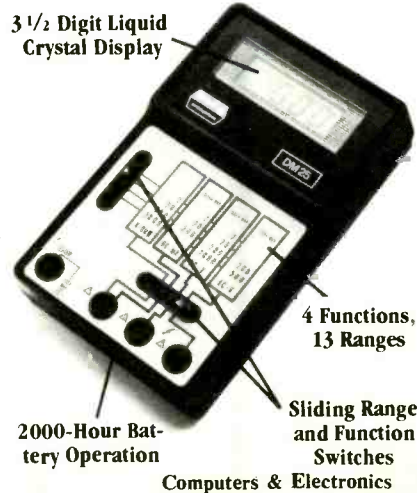 3 1/2 Digit Liquid
Crystal Display
DM25
4 Functions,
13 Ranges
2000-Hour Bat-
tery Operation
Sliding Range
and Function
Switches
Computers & Electronics